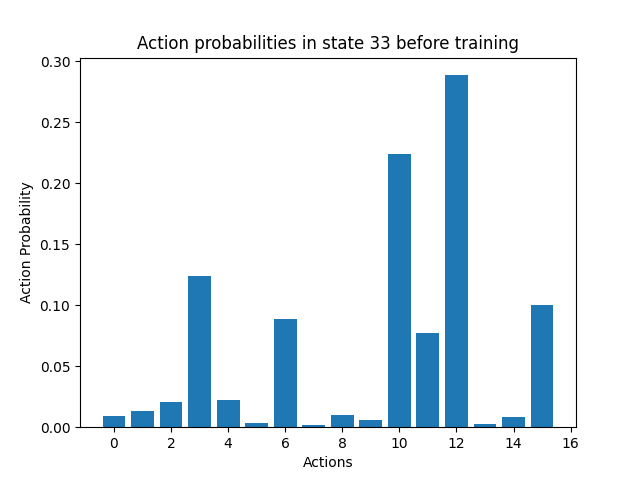 Action probabilities in state 33 before training
0.30
0.25
0.20
0.15
0.10
0.05
0.00
Action Probability
0 2 4 6 8 10 12 14 16
Actions